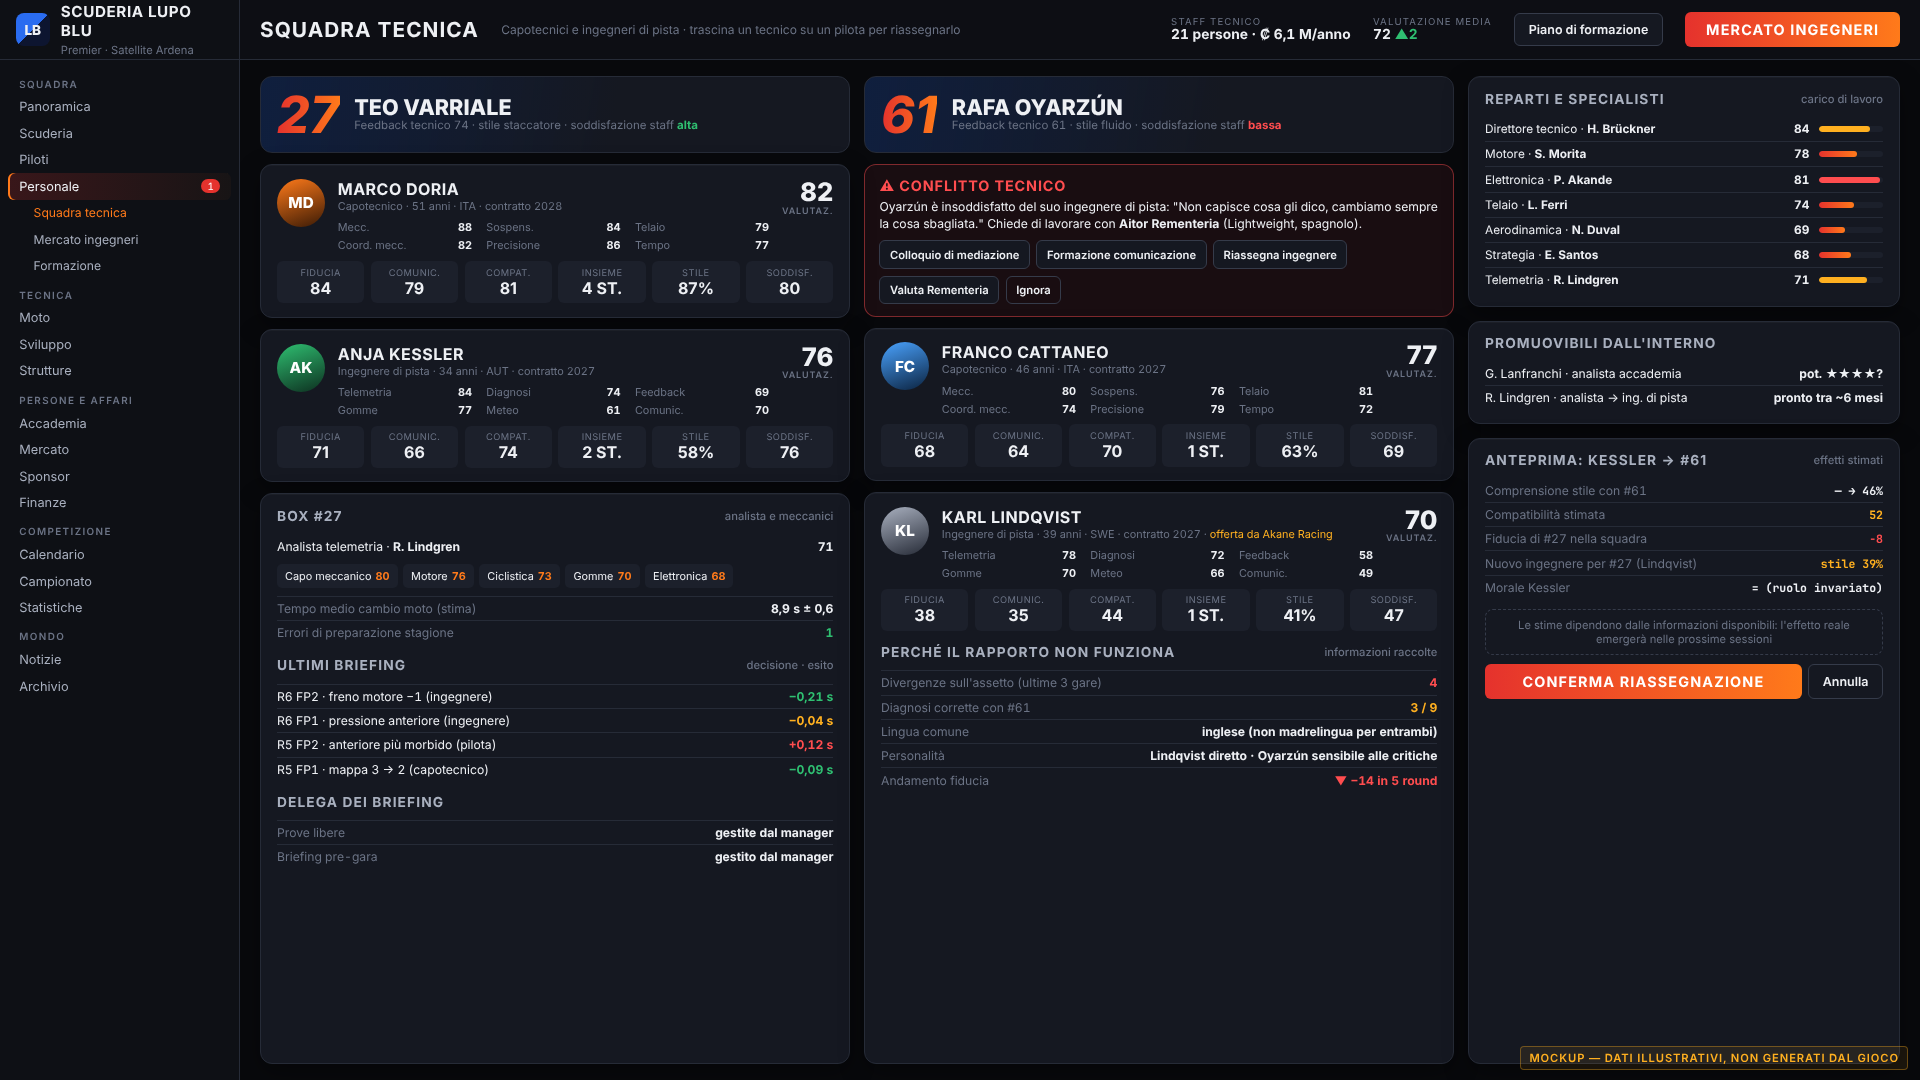 LB
SCUDERIA LUPO BLU
Premier · Satellite Ardena
SQUADRA
Panoramica
Scuderia
Piloti
Personale 1
Squadra tecnica
Mercato ingegneri
Formazione
TECNICA
Moto
Sviluppo
Strutture
PERSONE E AFFARI
Accademia
Mercato
Sponsor
Finanze
COMPETIZIONE
Calendario
Campionato
Statistiche
MONDO
Notizie
Archivio
SQUADRA TECNICA
Capotecnici e ingegneri di pista · trascina un tecnico su un pilota per riassegnarlo
STAFF TECNICO
21 persone · ₡ 6,1 M/anno
VALUTAZIONE MEDIA
72 ▲2
Piano di formazione
MERCATO INGEGNERI
27
TEO VARRIALE
Feedback tecnico 74 · stile staccatore · soddisfazione staff alta
MD
MARCO DORIA
Capotecnico · 51 anni · ITA · contratto 2028
82
VALUTAZ.
Mecc. 88 Sospens. 84 Telaio 79
Coord. mecc. 82 Precisione 86 Tempo 77
FIDUCIA COMUNIC. COMPAT. INSIEME STILE SODDISF.
84 79 81 4 ST. 87% 80
AK
ANJA KESSLER
Ingegnere di pista · 34 anni · AUT · contratto 2027
76
VALUTAZ.
Telemetria 84 Diagnosi 74 Feedback 69
Gomme 77 Meteo 61 Comunic. 70
FIDUCIA COMUNIC. COMPAT. INSIEME STILE SODDISF.
71 66 74 2 ST. 58% 76
BOX #27 analista e meccanici
Analista telemetria · R. Lindgren 71
Capo meccanico 80 Motore 76 Ciclistica 73 Gomme 70 Elettronica 68
Tempo medio cambio moto (stima) 8,9 s ± 0,6
Errori di preparazione stagione 1
ULTIMI BRIEFING decisione · esito
R6 FP2 · freno motore −1 (ingegnere) −0,21 s
R6 FP1 · pressione anteriore (ingegnere) −0,04 s
R5 FP2 · anteriore più morbido (pilota) +0,12 s
R5 FP1 · mappa 3 → 2 (capotecnico) −0,09 s
DELEGA DEI BRIEFING
Prove libere gestite dal manager
Briefing pre-gara gestito dal manager
61
RAFA OYARZÚN
Feedback tecnico 61 · stile fluido · soddisfazione staff bassa
⚠ CONFLITTO TECNICO
Oyarzún è insoddisfatto del suo ingegnere di pista: "Non capisce cosa gli dico, cambiamo sempre
la cosa sbagliata." Chiede di lavorare con Aitor Rementeria (Lightweight, spagnolo).
Colloquio di mediazione Formazione comunicazione Riassegna ingegnere
Valuta Rementeria Ignora
FC
FRANCO CATTANEO
Capotecnico · 46 anni · ITA · contratto 2027
77
VALUTAZ.
Mecc. 80 Sospens. 76 Telaio 81
Coord. mecc. 74 Precisione 79 Tempo 72
FIDUCIA COMUNIC. COMPAT. INSIEME STILE SODDISF.
68 64 70 1 ST. 63% 69
KL
KARL LINDQVIST
Ingegnere di pista · 39 anni · SWE · contratto 2027 · offerta da Akane Racing
70
VALUTAZ.
Telemetria 78 Diagnosi 72 Feedback 58
Gomme 70 Meteo 66 Comunic. 49
FIDUCIA COMUNIC. COMPAT. INSIEME STILE SODDISF.
38 35 44 1 ST. 41% 47
PERCHÉ IL RAPPORTO NON FUNZIONA informazioni raccolte
Divergenze sull'assetto (ultime 3 gare) 4
Diagnosi corrette con #61 3 / 9
Lingua comune inglese (non madrelingua per entrambi)
Personalità Lindqvist diretto · Oyarzún sensibile alle critiche
Andamento fiducia ▼ −14 in 5 round
REPARTI E SPECIALISTI carico di lavoro
Direttore tecnico · H. Brückner 84
Motore · S. Morita 78
Elettronica · P. Akande 81
Telaio · L. Ferri 74
Aerodinamica · N. Duval 69
Strategia · E. Santos 68
Telemetria · R. Lindgren 71
PROMUOVIBILI DALL'INTERNO
G. Lanfranchi · analista accademia pot. ★★★★?
R. Lindgren · analista → ing. di pista pronto tra ~6 mesi
ANTEPRIMA: KESSLER → #61 effetti stimati
Comprensione stile con #61 — → 46%
Compatibilità stimata 52
Fiducia di #27 nella squadra -8
Nuovo ingegnere per #27 (Lindqvist) stile 39%
Morale Kessler = (ruolo invariato)
Le stime dipendono dalle informazioni disponibili: l'effetto reale
emergerà nelle prossime sessioni
CONFERMA RIASSEGNAZIONE Annulla
MOCKUP — DATI ILLUSTRATIVI, NON GENERATI DAL GIOCO